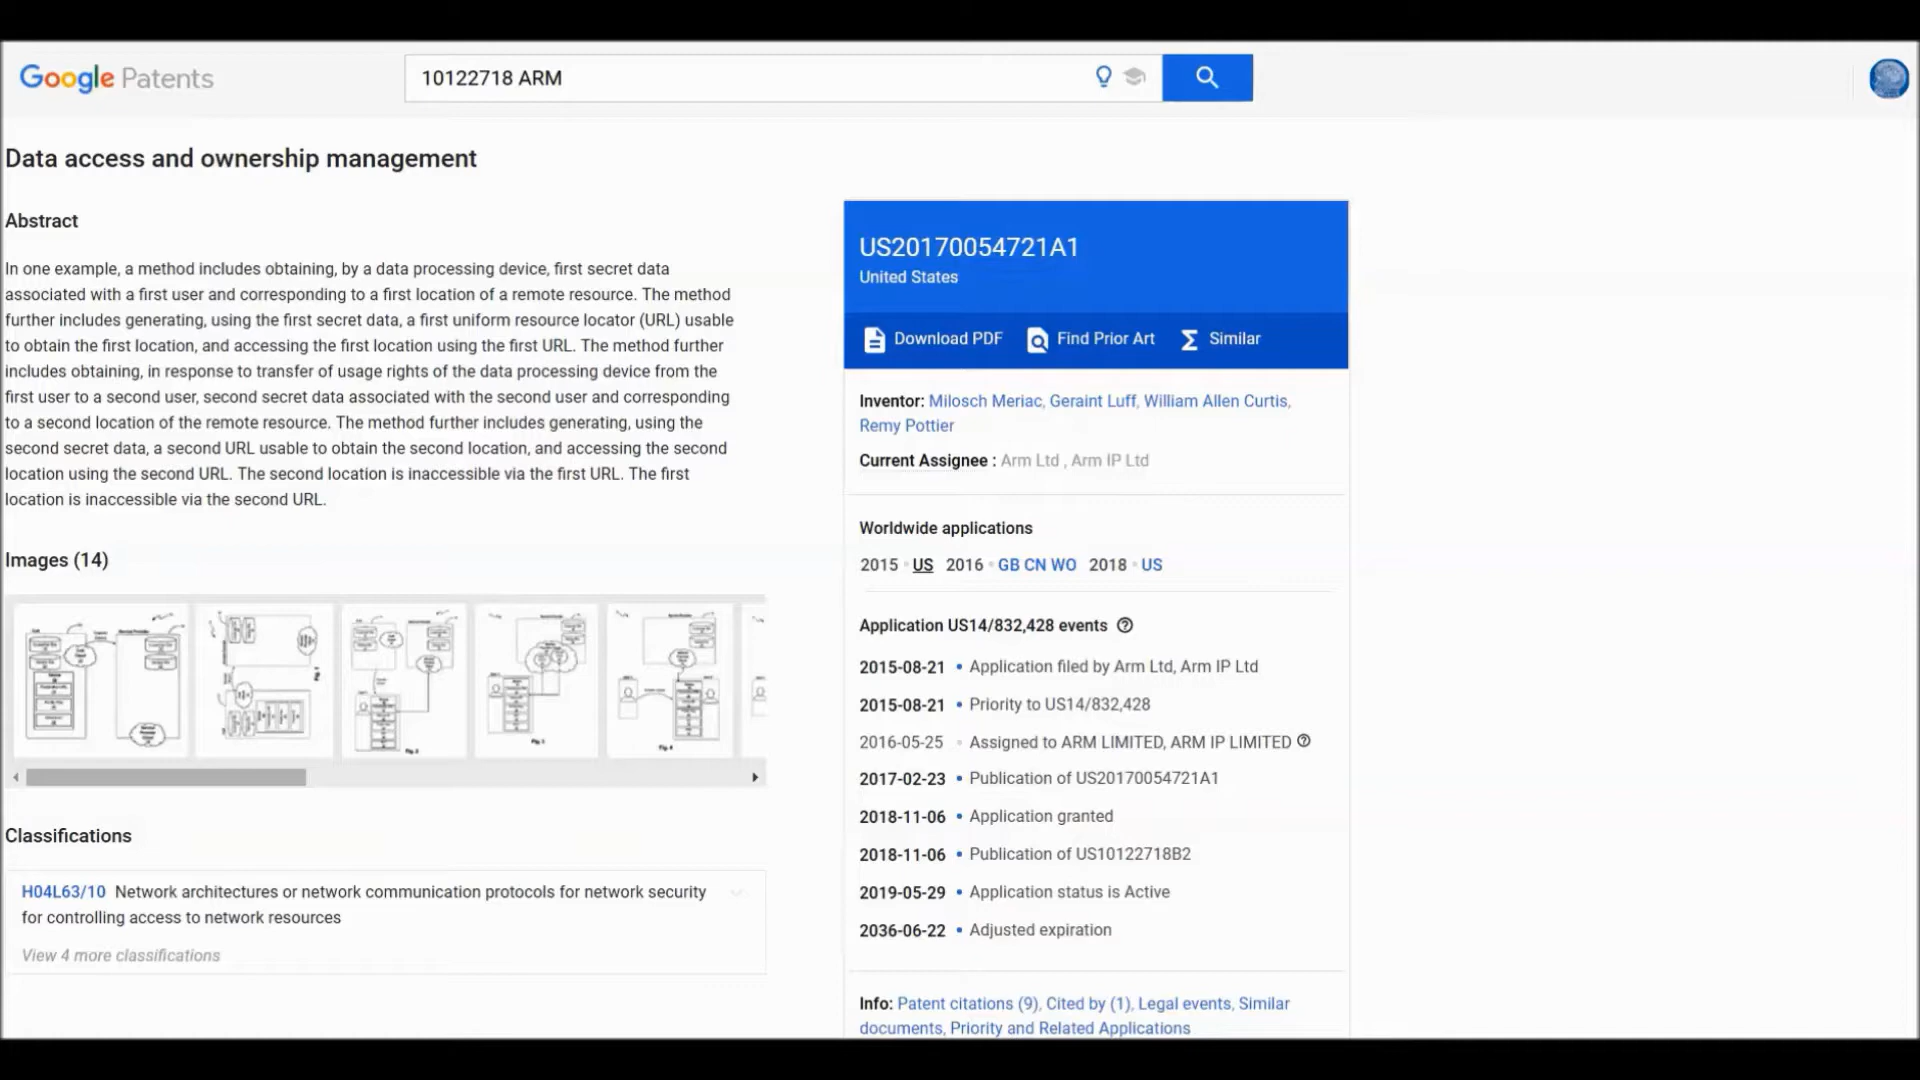 Google Patents
10122718 ARM
Data access and ownership management
Abstract
In one example, a method includes obtaining, by a data processing device, first secret data
associated with a first user and corresponding to a first location of a remote resource. The method
further includes generating, using the first secret data, a first uniform resource locator (URL) usable
to obtain the first location, and accessing the first location using the first URL. The method further
includes obtaining, in response to transfer of usage rights of the data processing device from the
first user to a second user, second secret data associated with the second user and corresponding
to a second location of the remote resource. The method further includes generating, using the
second secret data, a second URL usable to obtain the second location, and accessing the second
location using the second URL. The second location is inaccessible via the first URL. The first
location is inaccessible via the second URL.
Images (14)
Classifications
H04L63/10 Network architectures or network communication protocols for network security
for controlling access to network resources
View 4 more classifications
US20170054721A1
United States
Download PDF Find Prior Art Similar
Inventor: Milosch Meriac, Geraint Luff, William Allen Curtis,
Remy Pottier
Current Assignee : Arm Ltd , Arm IP Ltd
Worldwide applications
2015 • US 2016 • GB CN WO 2018 • US
Application US14/832,428 events
2015-08-21 • Application filed by Arm Ltd, Arm IP Ltd
2015-08-21 • Priority to US14/832,428
2016-05-25 • Assigned to ARM LIMITED, ARM IP LIMITED
2017-02-23 • Publication of US20170054721A1
2018-11-06 • Application granted
2018-11-06 • Publication of US10122718B2
2019-05-29 • Application status is Active
2036-06-22 • Adjusted expiration
Info: Patent citations (9), Cited by (1), Legal events, Similar
documents, Priority and Related Applications